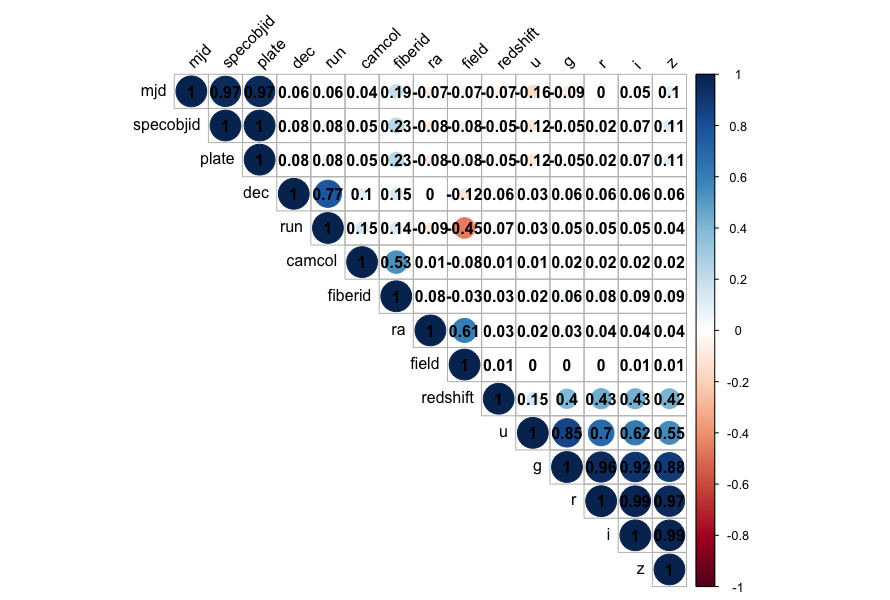 mjd specobjid plate dec run camcol fiberid ra field redshift u g r i z
mjd 1 0.97 0.97 0.06 0.06 0.04 0.19 -0.07 -0.07 -0.07 -0.16 -0.09 0 0.05 0.1
specobjid 1 1 0.08 0.08 0.05 0.23 -0.08 -0.08 -0.05 -0.12 -0.05 0.02 0.07 0.11
plate 1 0.08 0.08 0.05 0.23 -0.08 -0.08 -0.05 -0.12 -0.05 0.02 0.07 0.11
dec 1 0.77 0.1 0.15 0 -0.12 0.06 0.03 0.06 0.06 0.06 0.06
run 1 0.15 0.14 -0.09 -0.45 0.07 0.03 0.05 0.05 0.05 0.04
camcol 1 0.53 0.01 -0.08 0.01 0.01 0.02 0.02 0.02 0.02
fiberid 1 0.08 -0.03 0.03 0.02 0.06 0.08 0.09 0.09
ra 1 0.61 0.03 0.02 0.03 0.04 0.04 0.04
field 1 0.01 0 0 0 0.01 0.01
redshift 1 0.15 0.4 0.43 0.43 0.42
u 1 0.85 0.7 0.62 0.55
g 1 0.96 0.92 0.88
r 1 0.99 0.97
i 1 0.99
z 1
1
0.8
0.6
0.4
0.2
0
-0.2
-0.4
-0.6
-0.8
-1